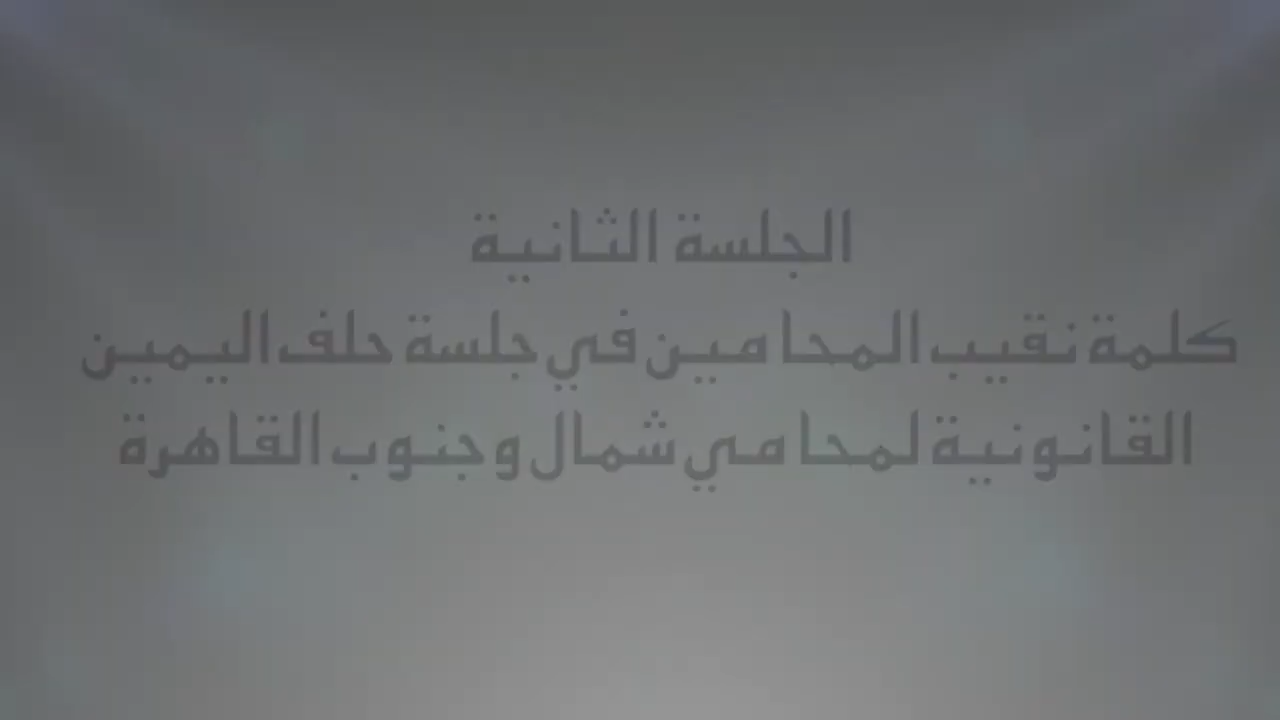 الجلسة الثانية
كلمة نقيب المحامين في جلسة حلف اليمين
القانونية لمحامي شمال وجنوب القاهرة